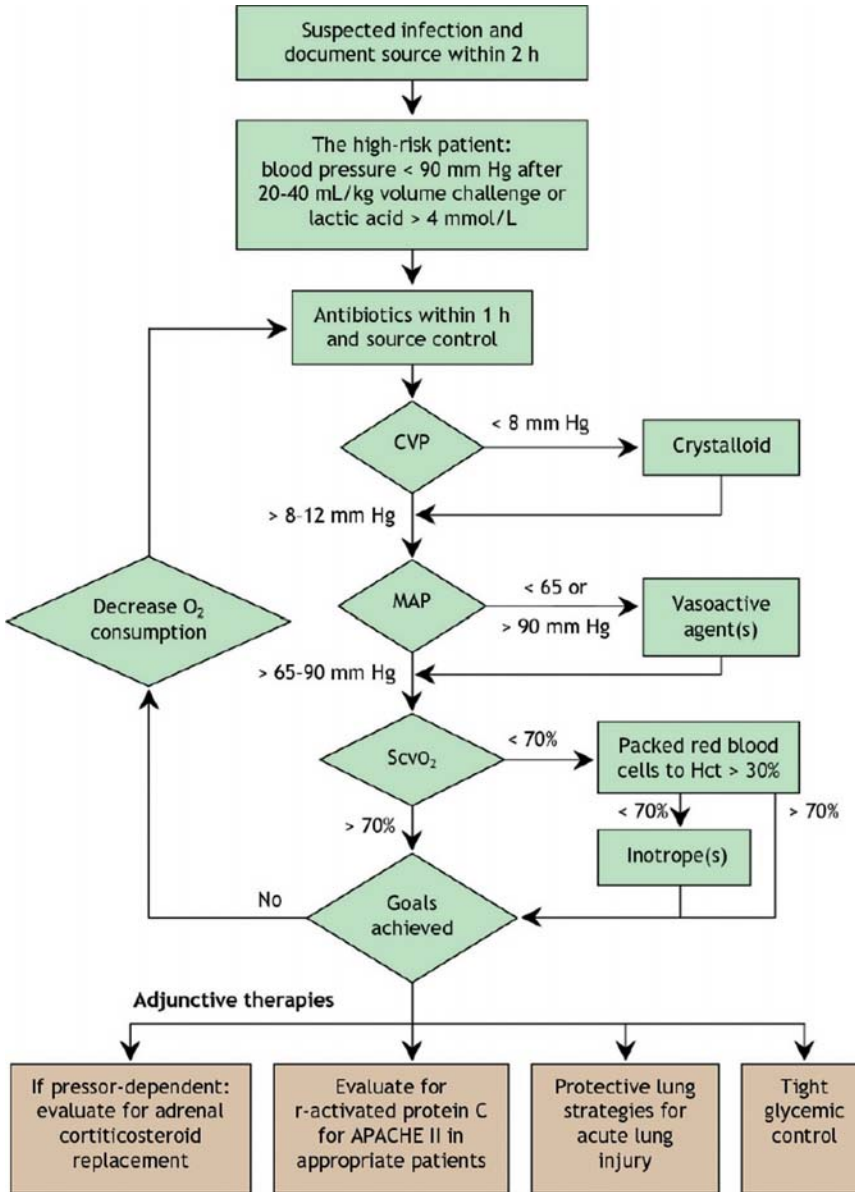 Suspected infection and
document source within 2 h
The high-risk patient:
blood pressure < 90 mm Hg after
20-40 mL/kg volume challenge or
lactic acid > 4 mmol/L
Antibiotics within 1 h
and source control
CVP
< 8 mm Hg
Crystalloid
> 8-12 mm Hg
Decrease O₂
consumption
MAP
< 65 or
> 90 mm Hg
Vasoactive
agent(s)
> 65-90 mm Hg
ScvO₂
< 70%
Packed red blood
cells to Hct > 30%
> 70%
< 70%
> 70%
Inotrope(s)
No
Goals
achieved
Adjunctive therapies
If pressor-dependent:
evaluate for adrenal
cortiticosteroid
replacement
Evaluate for
r-activated protein C
for APACHE II in
appropriate patients
Protective lung
strategies for
acute lung
injury
Tight
glycemic
control